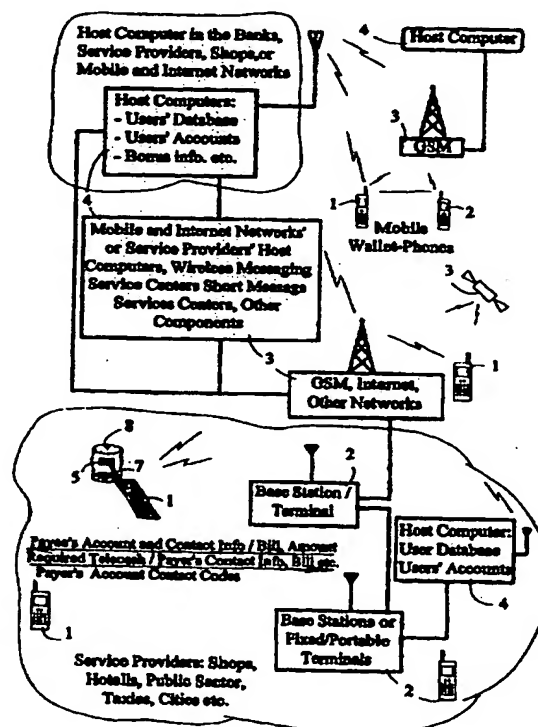 Host Computer in the Banks,
Service Providers, Shops,or
Mobile and Internet Networks
Host Computers:
- Users' Database
- Users' Accounts
- Bonus info. etc.
4
4
Host Computer
3
GSM
1
2
Mobile
Wallet-Phones
Mobile and Internet Networks'
or Service Providers' Host
Computers, Wireless Messaging
Service Centers Short Message
Services Centers, Other
Components
3
3
1
GSM, Internet,
Other Networks
8
5
7
1
2
Base Station /
Terminal
Payee's Account and Contact Info / Bill, Amount
Required Telecash / Payer's Contact Info, Bill etc.
Payer's Account Contact Codes
Host Computer:
User Database
Users' Accounts
4
1
Base Stations or
Fixed/Portable
Terminals
2
Service Providers: Shops,
Hotells, Public Sector,
Taxies, Cities etc.